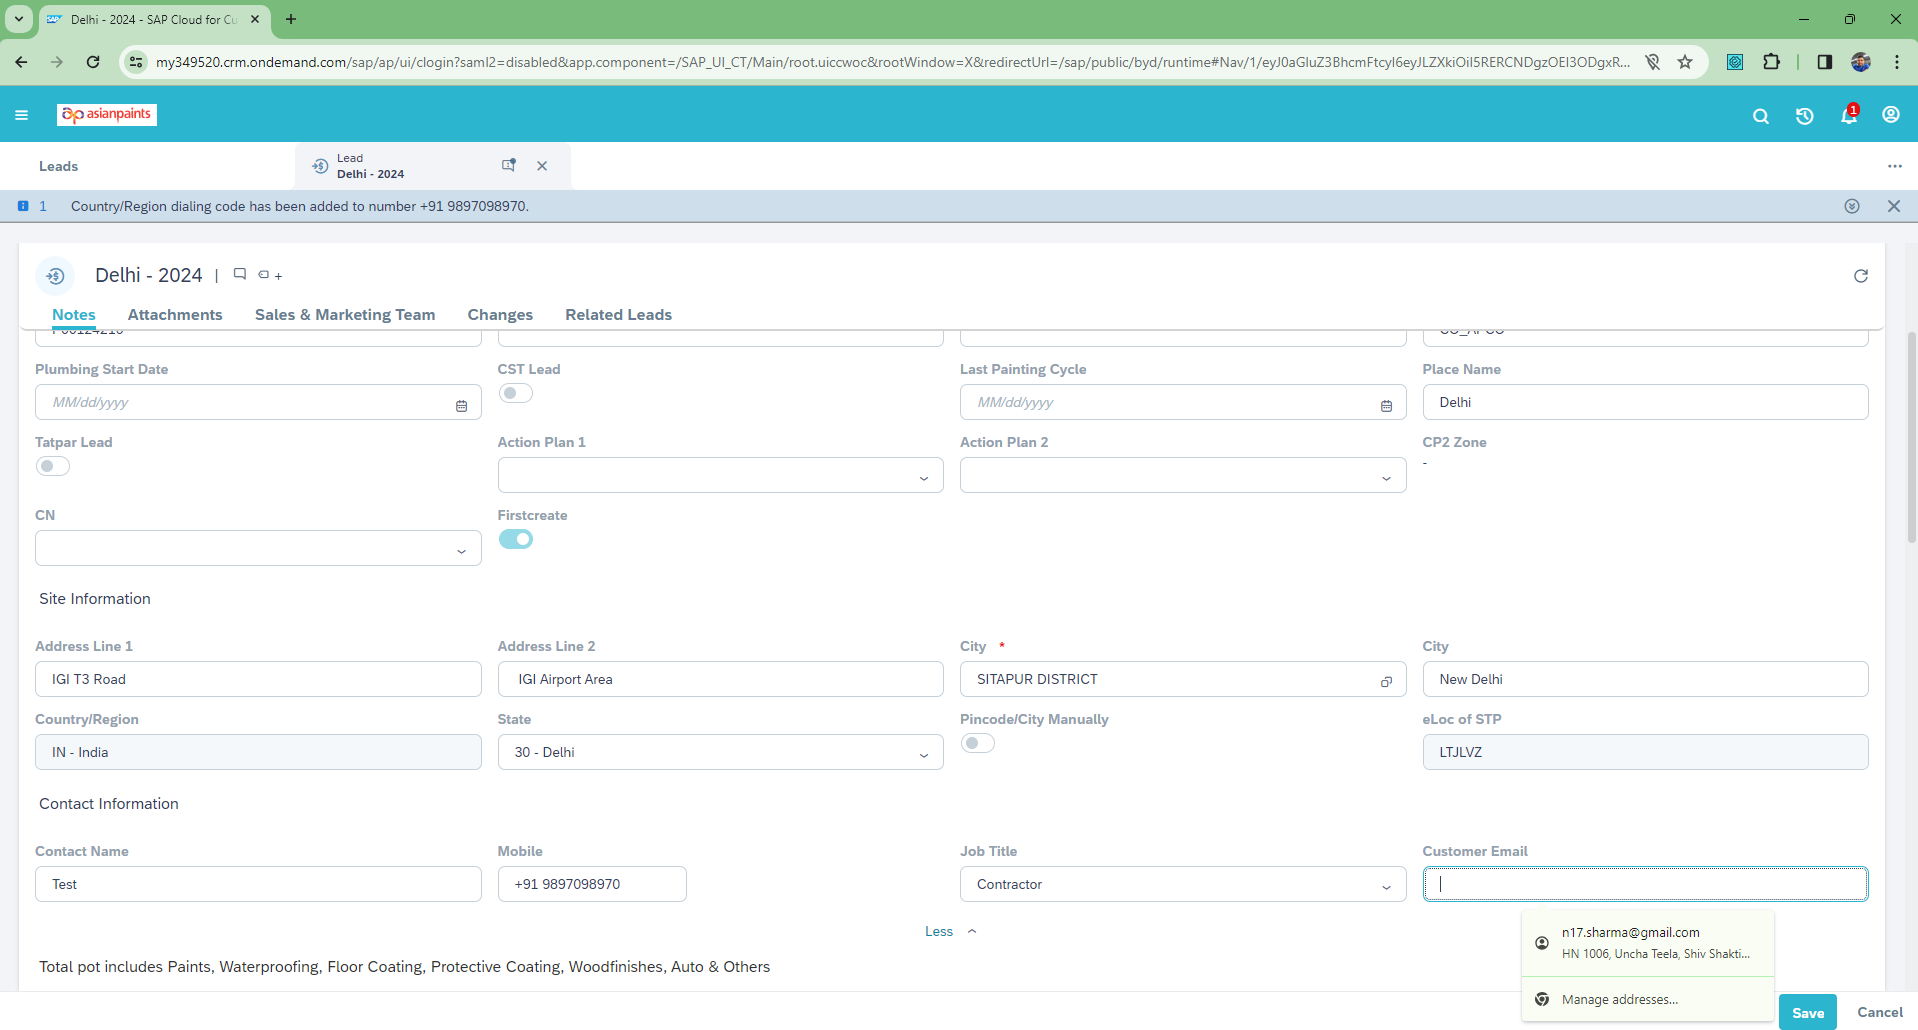 Delhi - 2024 - SAP Cloud for Cu
my349520.crm.ondemand.com/sap/ap/ui/clogin?saml2=disabled&app.component=/SAP_UI_CT/Main/root.uiccwoc&rootWindow=X&redirectUrl=/sap/public/byd/runtime#Nav/1/eyJ0aGluZ3BhcmFtcyI6eyJLZXkiOiI5RERCNDgzOEI3ODgxR...
asianpaints
1
Leads
Lead
Delhi - 2024
1 Country/Region dialing code has been added to number +91 9897098970.
Delhi - 2024 |
Notes Attachments Sales & Marketing Team Changes Related Leads
Plumbing Start Date CST Lead Last Painting Cycle Place Name
MM/dd/yyyy MM/dd/yyyy Delhi
Tatpar Lead Action Plan 1 Action Plan 2 CP2 Zone
-
CN Firstcreate
Site Information
Address Line 1 Address Line 2 City * City
IGI T3 Road IGI Airport Area SITAPUR DISTRICT New Delhi
Country/Region State Pincode/City Manually eLoc of STP
IN - India 30 - Delhi LTJLVZ
Contact Information
Contact Name Mobile Job Title Customer Email
Test +91 9897098970 Contractor
Less
n17.sharma@gmail.com
HN 1006, Uncha Teela, Shiv Shakti...
Total pot includes Paints, Waterproofing, Floor Coating, Protective Coating, Woodfinishes, Auto & Others
Manage addresses...
Save Cancel